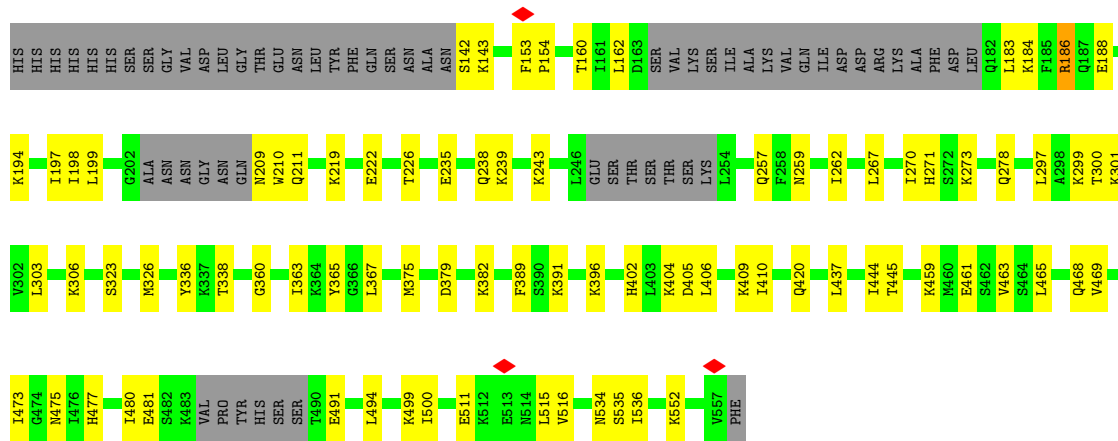 HIS HIS HIS HIS HIS HIS SER SER GLY VAL ASP LEU GLY THR GLU ASN LEU TYR PHE GLN SER ASN ALA ASN S142 K143 F153 P154 T160 I161 L162 D163 SER VAL LYS SER ILE ALA LYS VAL GLN ILE ASP ASP ARG LYS ALA PHE ASP LEU Q182 L183 K184 F185 R186 Q187 E188
K194 I197 I198 L199 G202 ALA ASN ASN GLY ASN GLN N209 W210 Q211 K219 E222 T226 E235 Q238 K239 K243 L246 GLU SER THR SER THR SER LYS L254 Q257 F258 N259 I262 L267 I270 H271 S272 K273 Q278 L297 A298 K299 T300 K301
V302 L303 K306 S323 M326 Y336 K337 T338 G360 I363 K364 Y365 G366 L367 M375 D379 K382 F389 S390 K391 K396 H402 L403 K404 D405 L406 K409 I410 Q420 L437 I444 T445 K459 M460 E461 S462 V463 S464 L465 Q468 V469
I473 G474 N475 I476 H477 I480 E481 S482 K483 VAL PRO TYR HIS SER SER T490 E491 L494 K499 I500 E511 K512 E513 N514 L515 V516 N534 S535 I536 K552 V557 PHE